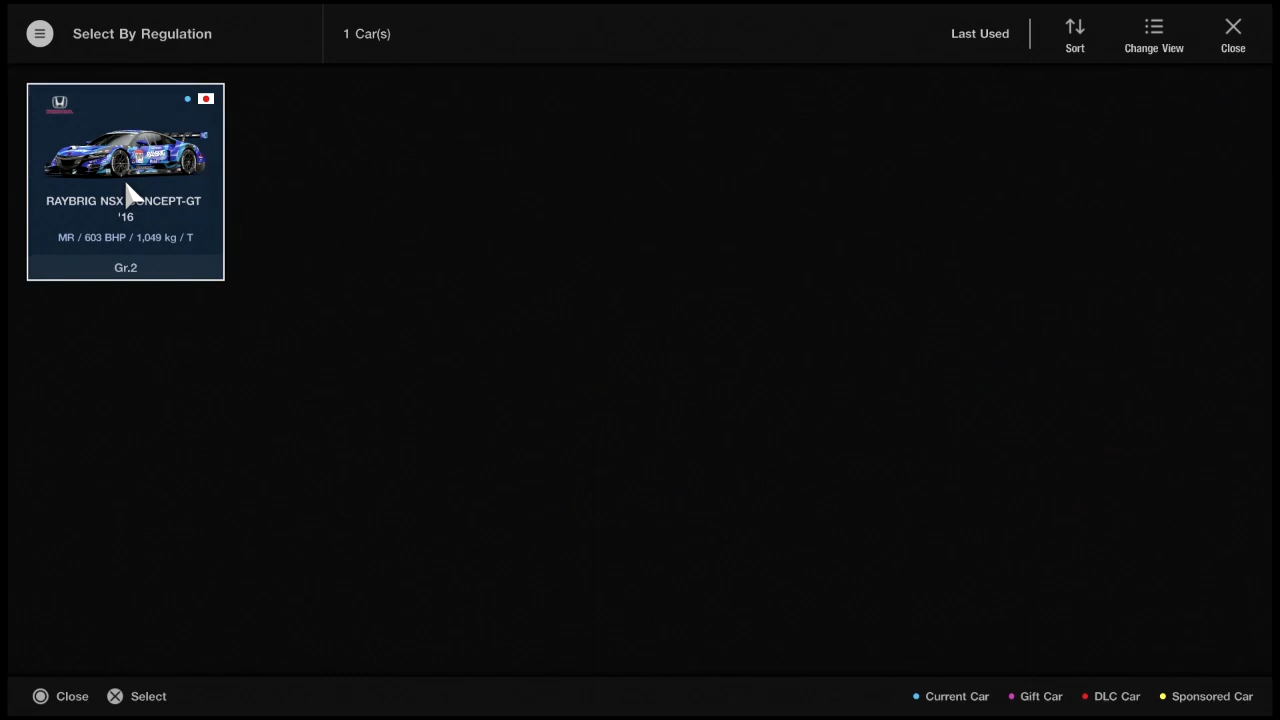 Select By Regulation
1 Car(s)
Last Used
Sort
Change View
Close
RAYBRIG NSX CONCEPT-GT
'16
MR / 603 BHP / 1,049 kg / T
Gr.2
Close
Select
Current Car
Gift Car
DLC Car
Sponsored Car